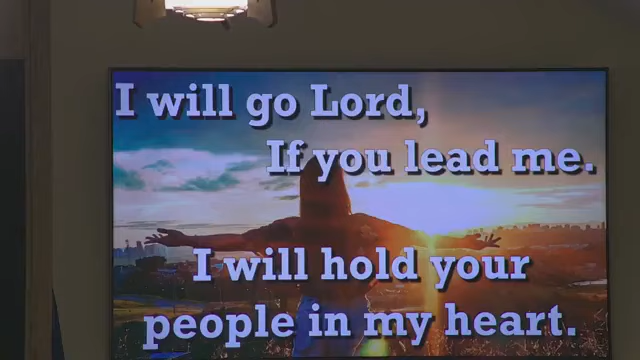 I will go Lord,
If you lead me.
I will hold your
people in my heart.